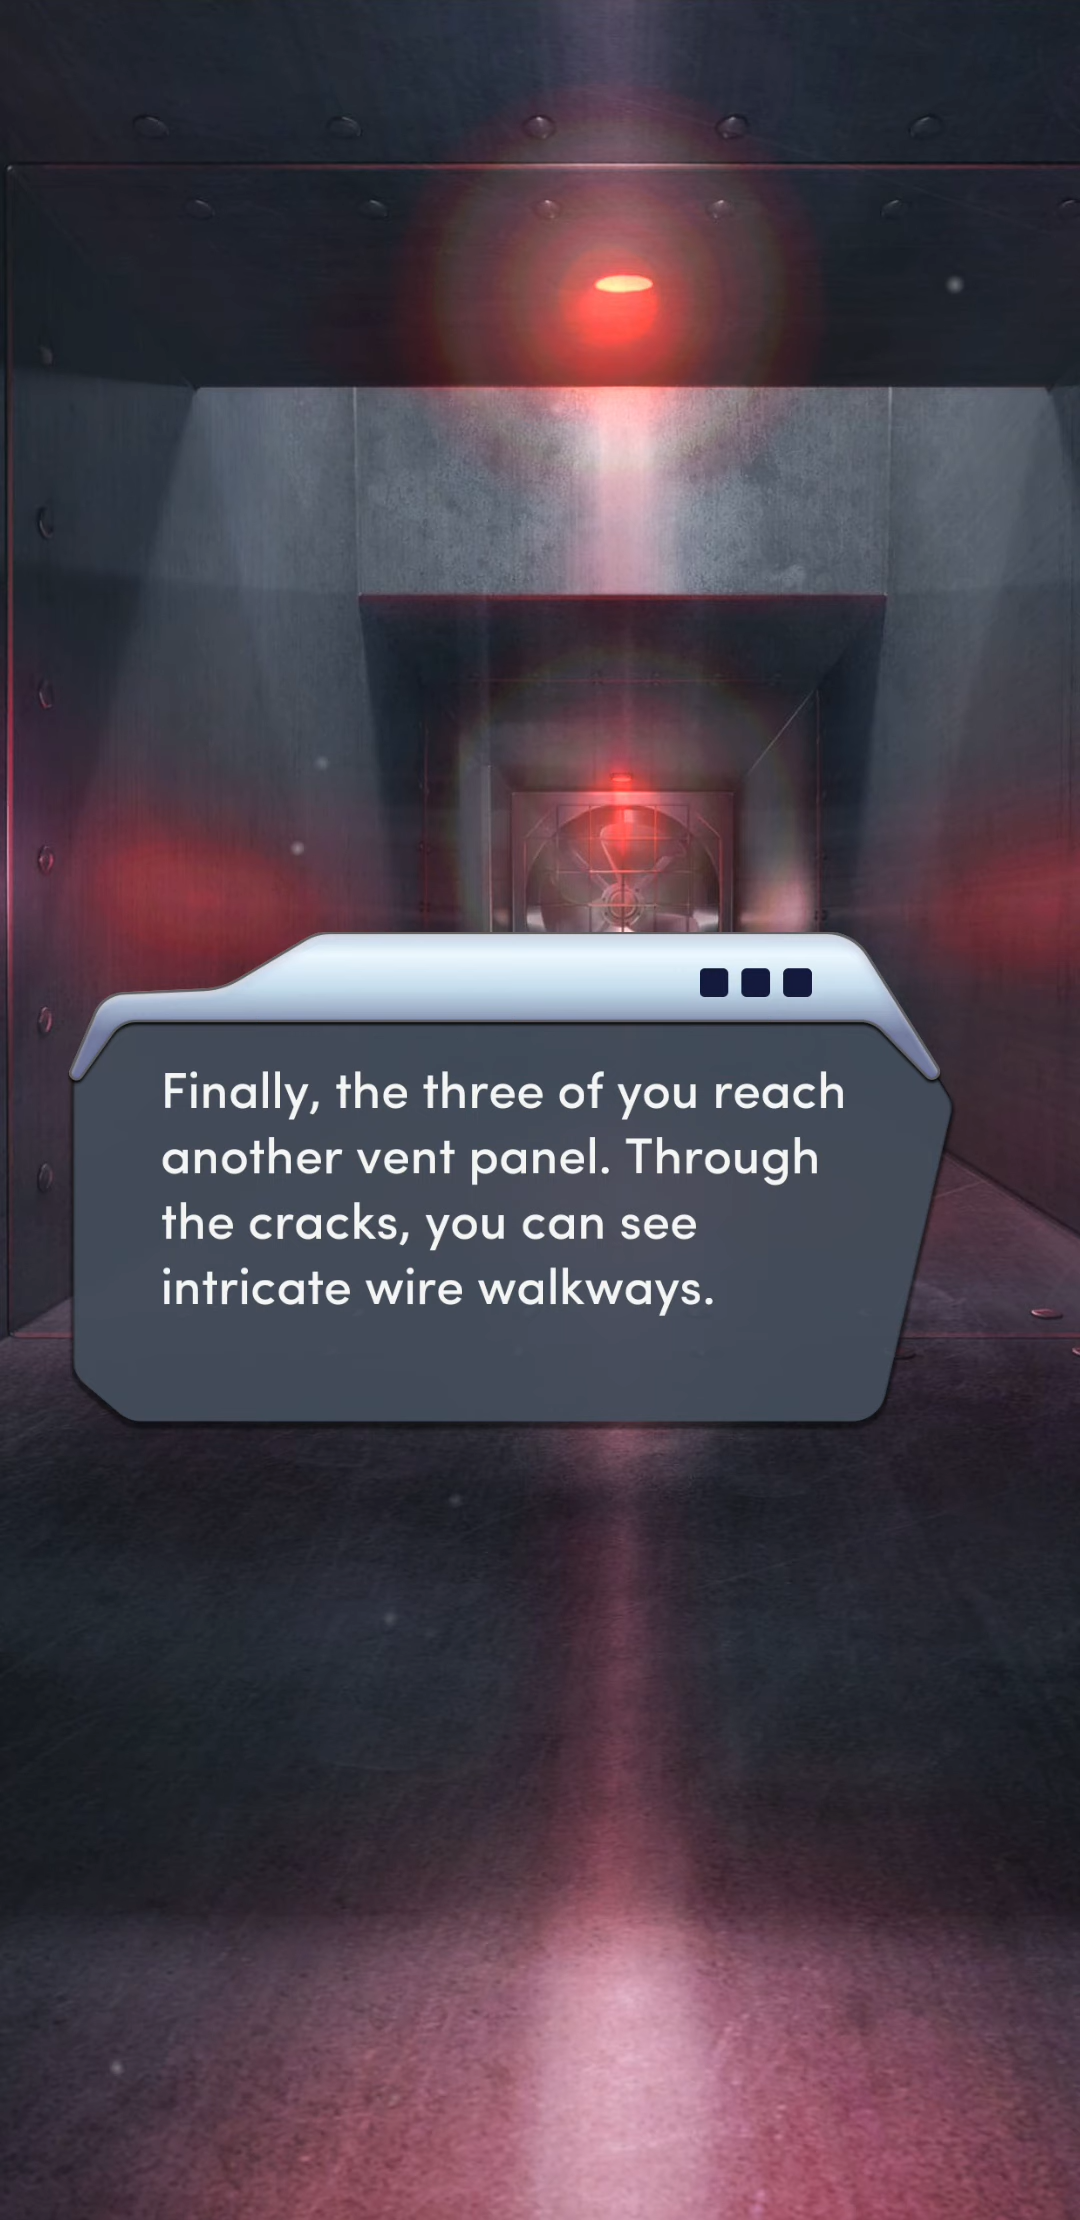 Finally, the three of you reach
another vent panel. Through
the cracks, you can see
intricate wire walkways.